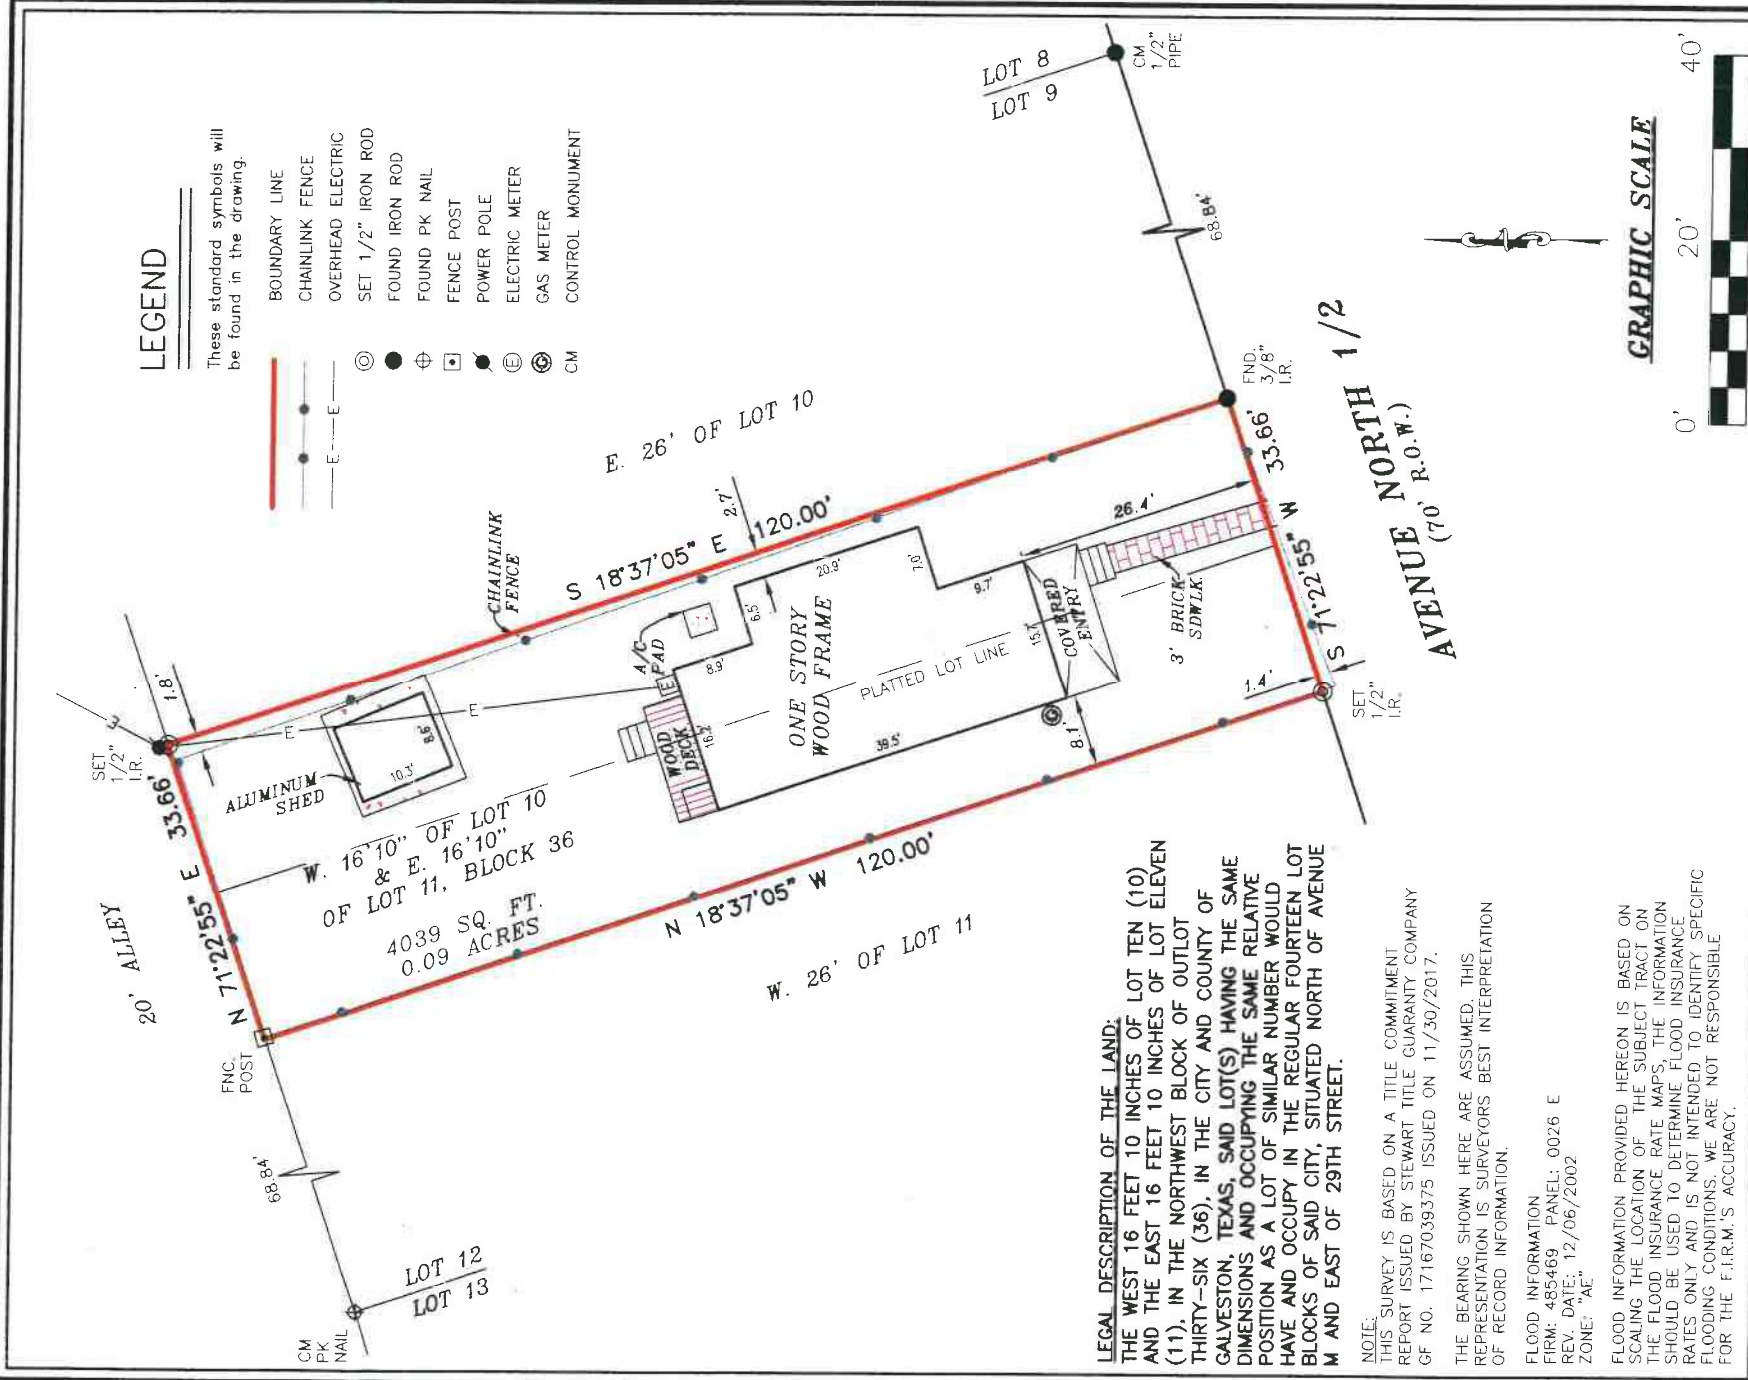 LEGEND
These standard symbols will
be found in the drawing.
BOUNDARY LINE
CHAINLINK FENCE
E E OVERHEAD ELECTRIC
SET 1/2" IRON ROD
FOUND IRON ROD
FOUND PK NAIL
FENCE POST
POWER POLE
E ELECTRIC METER
G GAS METER
CM CONTROL MONUMENT
20' ALLEY
CM
PK
NAIL
68.84'
LOT 12
LOT 13
FNC.
POST
N 71°22'55" E 33.66'
SET
1/2"
I.R.
E
1.8'
E
E
E
ALUMINUM
SHED
10.3'
8.6'
CHAINLINK
FENCE
S 18°37'05" E 120.00'
E. 26' OF LOT 10
2.7'
W. 16'10" OF LOT 10
& E. 16'10"
OF LOT 11, BLOCK 36
4039 SQ. FT.
0.09 ACRES
A/C
PAD
WOOD
DECK
16.2'
8.9'
6.5'
20.9'
7.0'
9.7'
15.7'
39.5'
ONE STORY
WOOD FRAME
PLATTED LOT LINE
COVERED
ENTRY
26.4'
3' BRICK
SDWLK.
8.1'
1.4'
N 18°37'05" W 120.00'
W. 26' OF LOT 11
SET
1/2"
I.R.
S 71°22'55" W 33.66'
FND.
3/8"
I.R.
68.84'
LOT 8
LOT 9
CM
1/2"
PIPE
AVENUE NORTH 1/2
(70' R.O.W.)
GRAPHIC SCALE
0' 20' 40'
LEGAL DESCRIPTION OF THE LAND:
THE WEST 16 FEET 10 INCHES OF LOT TEN (10)
AND THE EAST 16 FEET 10 INCHES OF LOT ELEVEN
(11), IN THE NORTHWEST BLOCK OF OUTLOT
THIRTY-SIX (36), IN THE CITY AND COUNTY OF
GALVESTON, TEXAS, SAID LOT(S) HAVING THE SAME
DIMENSIONS AND OCCUPYING THE SAME RELATIVE
POSITION AS A LOT OF SIMILAR NUMBER WOULD
HAVE AND OCCUPY IN THE REGULAR FOURTEEN LOT
BLOCKS OF SAID CITY, SITUATED NORTH OF AVENUE
M AND EAST OF 29TH STREET.
NOTE:
THIS SURVEY IS BASED ON A TITLE COMMITMENT
REPORT ISSUED BY STEWART TITLE GUARANTY COMPANY
GF NO. 1716703937S ISSUED ON 11/30/2017.
THE BEARING SHOWN HERE ARE ASSUMED. THIS
REPRESENTATION IS SURVEYORS BEST INTERPRETATION
OF RECORD INFORMATION.
FLOOD INFORMATION
FIRM: 485469 PANEL: 0026 E
REV. DATE: 12/06/2002
ZONE: "AE"
FLOOD INFORMATION PROVIDED HEREON IS BASED ON
SCALING THE LOCATION OF THE SUBJECT TRACT ON
THE FLOOD INSURANCE RATE MAPS, THE INFORMATION
SHOULD BE USED TO DETERMINE FLOOD INSURANCE
RATES ONLY AND IS NOT INTENDED TO IDENTIFY SPECIFIC
FLOODING CONDITIONS. WE ARE NOT RESPONSIBLE
FOR THE F.I.R.M.'S ACCURACY.